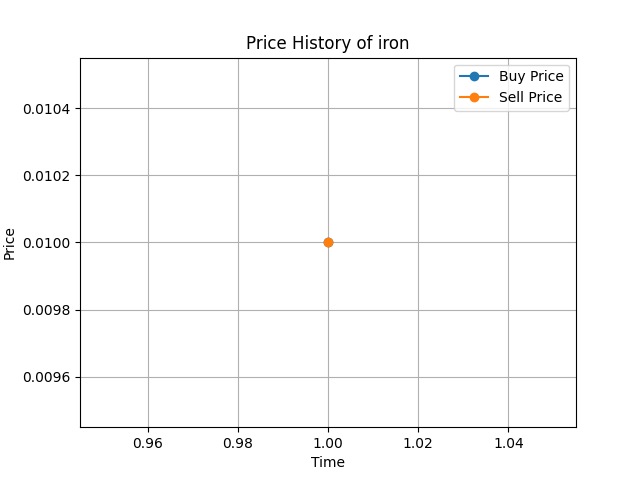 Price History of iron
Buy Price
Sell Price
Price
0.0104
0.0102
0.0100
0.0098
0.0096
0.96 0.98 1.00 1.02 1.04
Time